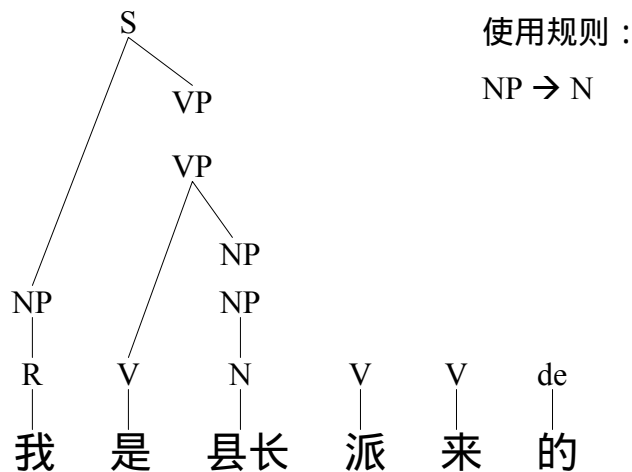 S
使用规则：
VP
NP → N
VP
NP
NP NP
R V N V V de
我 是 县长 派 来 的